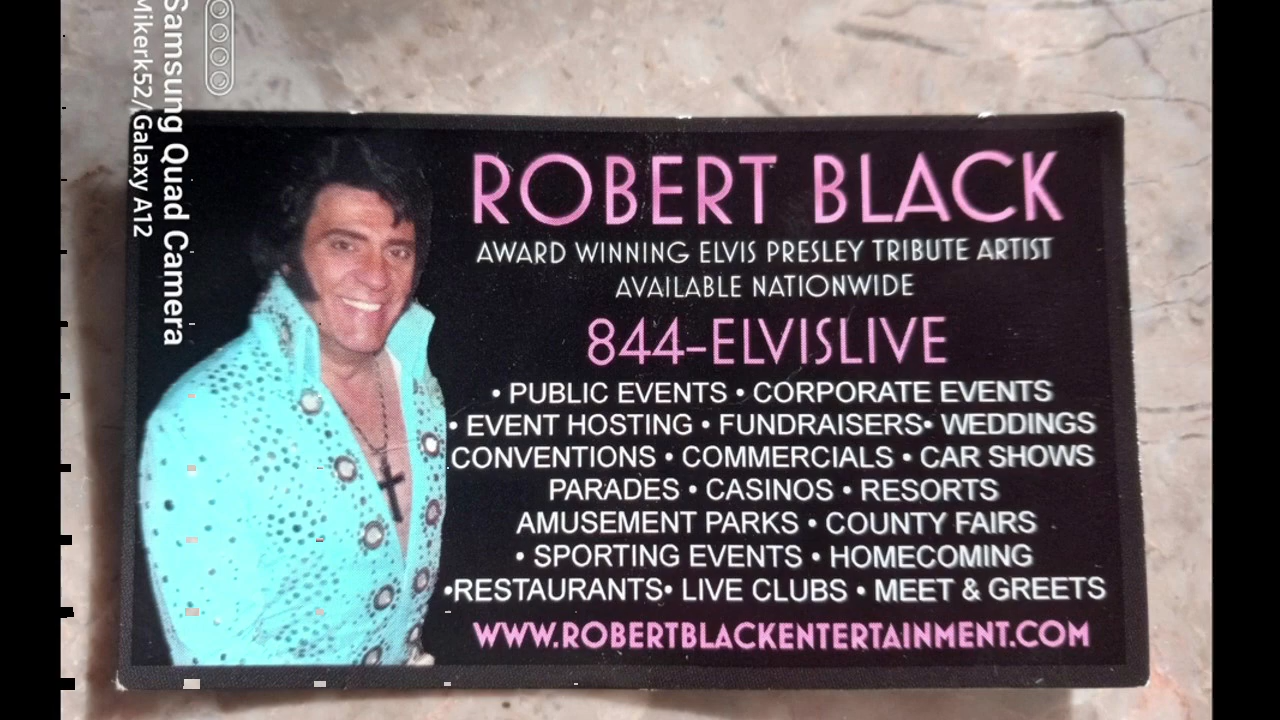 Samsung Quad Camera
Mikerk52/Galaxy A12
ROBERT BLACK
AWARD WINNING ELVIS PRESLEY TRIBUTE ARTIST
AVAILABLE NATIONWIDE
844-ELVISLIVE
• PUBLIC EVENTS • CORPORATE EVENTS
• EVENT HOSTING • FUNDRAISERS• WEDDINGS
CONVENTIONS • COMMERCIALS • CAR SHOWS
PARADES • CASINOS • RESORTS
AMUSEMENT PARKS • COUNTY FAIRS
• SPORTING EVENTS • HOMECOMING
•RESTAURANTS• LIVE CLUBS • MEET & GREETS
WWW.ROBERTBLACKENTERTAINMENT.COM